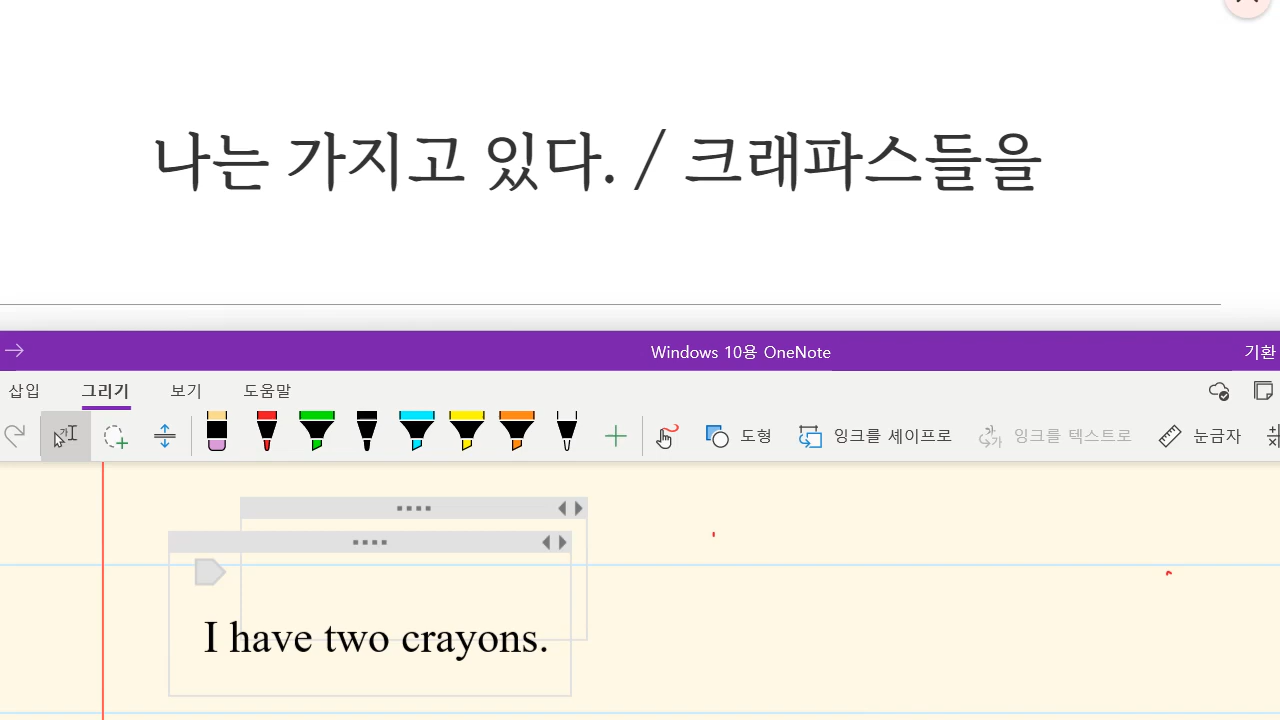 나는 가지고 있다. / 크래파스들을
Windows 10용 OneNote
기환
삽입 그리기 보기 도움말
가
도형 잉크를 셰이프로 잉크를 텍스트로 눈금자
I have two crayons.